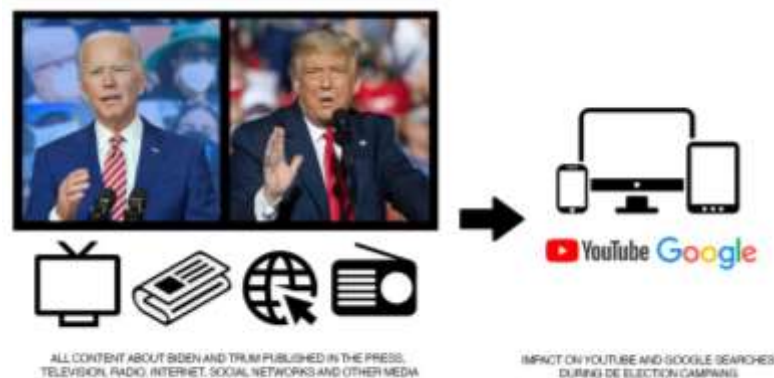 YouTube Google
ALL CONTENT ABOUT BIDEN AND TRUM PUBLISHED IN THE PRESS,
TELEVISION, RADIO, INTERNET, SOCIAL NETWORKS AND OTHER MEDIA
IMPACT ON YOUTUBE AND GOOGLE SEARCHES
DURING DE ELECTION CAMPAING